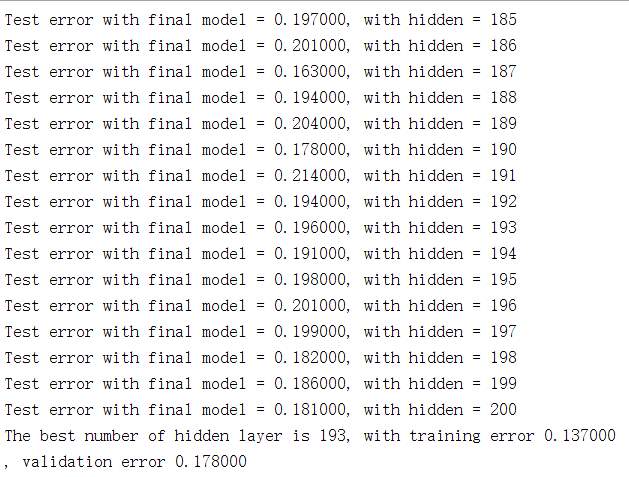 Test error with final model = 0.197000, with hidden = 185
Test error with final model = 0.201000, with hidden = 186
Test error with final model = 0.163000, with hidden = 187
Test error with final model = 0.194000, with hidden = 188
Test error with final model = 0.204000, with hidden = 189
Test error with final model = 0.178000, with hidden = 190
Test error with final model = 0.214000, with hidden = 191
Test error with final model = 0.194000, with hidden = 192
Test error with final model = 0.196000, with hidden = 193
Test error with final model = 0.191000, with hidden = 194
Test error with final model = 0.198000, with hidden = 195
Test error with final model = 0.201000, with hidden = 196
Test error with final model = 0.199000, with hidden = 197
Test error with final model = 0.182000, with hidden = 198
Test error with final model = 0.186000, with hidden = 199
Test error with final model = 0.181000, with hidden = 200
The best number of hidden layer is 193, with training error 0.137000
, validation error 0.178000